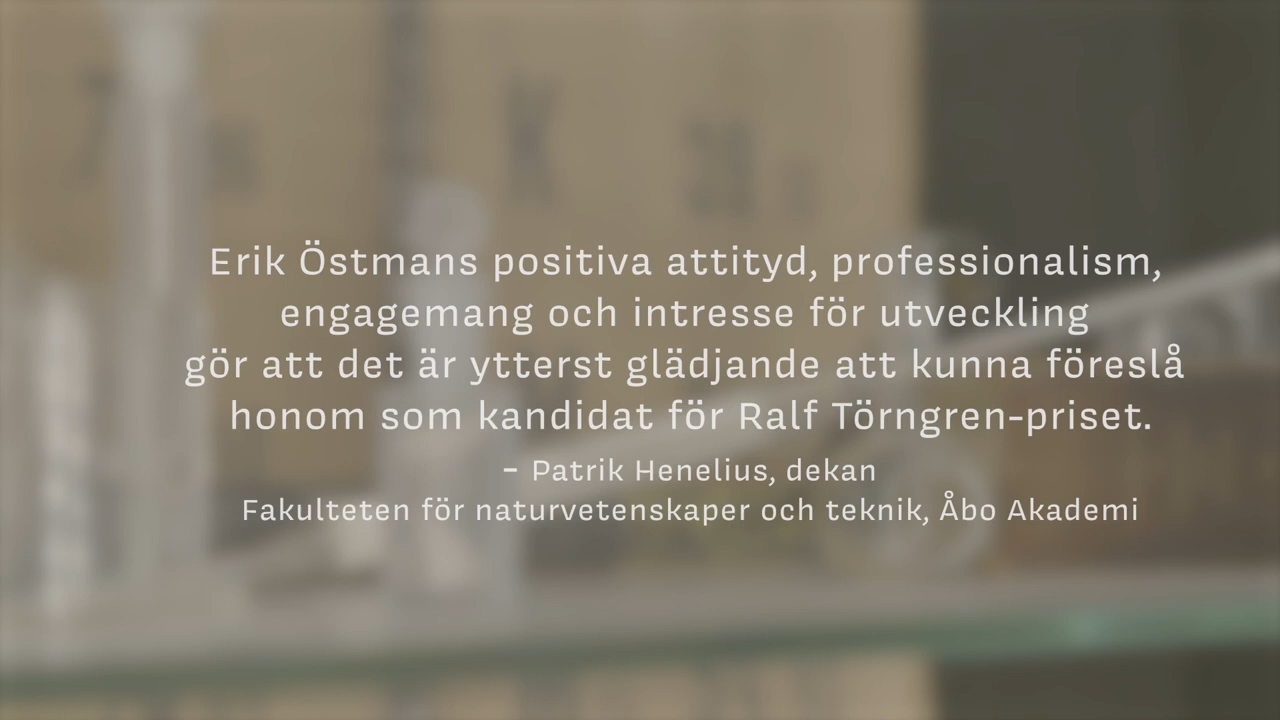 Erik Östmans positiva attityd, professionalism,
engagemang och intresse för utveckling
gör att det är ytterst glädjande att kunna föreslå
honom som kandidat för Ralf Törngren-priset.
– Patrik Henelius, dekan
Fakulteten för naturvetenskaper och teknik, Åbo Akademi